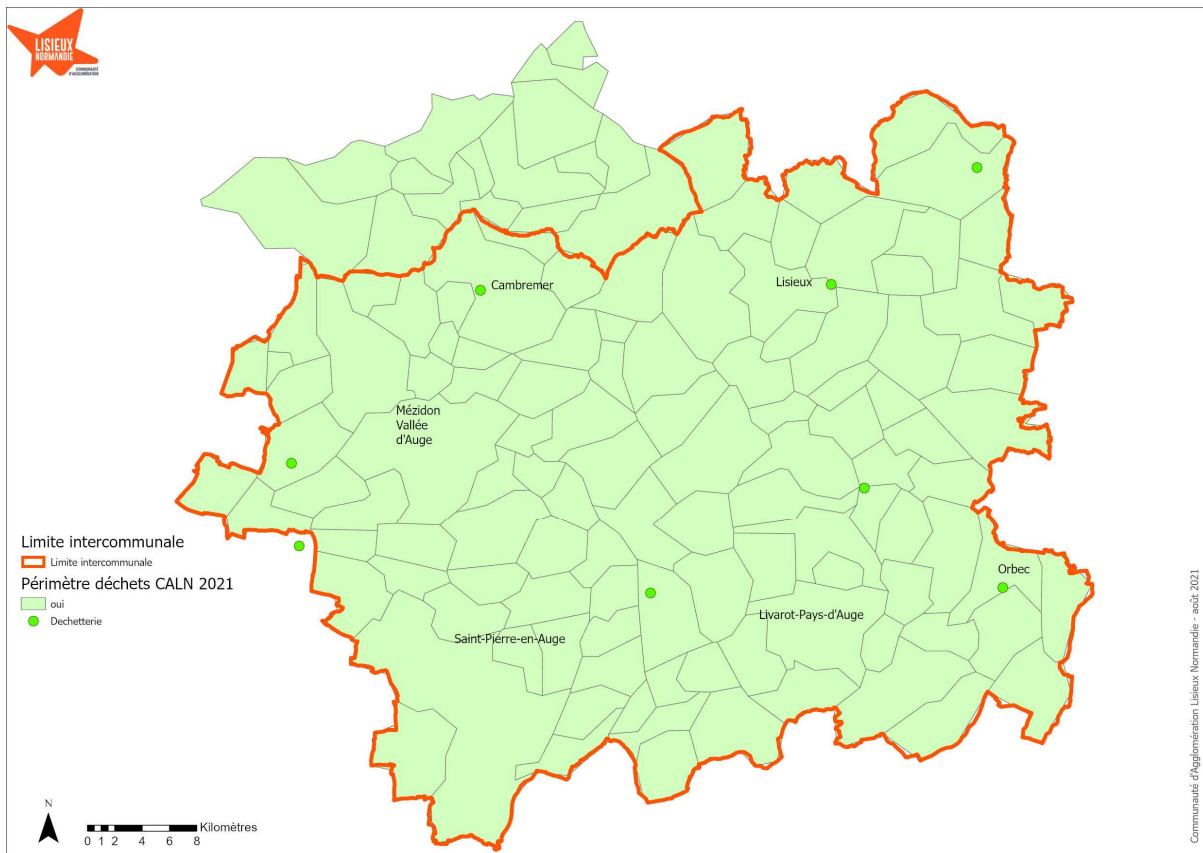 LISIEUX
NORMANDIE
COMMUNAUTÉ
D'AGGLOMÉRATION
Cambremer
Lisieux
Mézidon
Vallée
d'Auge
Limite intercommunale
Limite intercommunale
Périmètre déchets CALN 2021
oui
Dechetterie
Orbec
Livarot-Pays-d'Auge
Saint-Pierre-en-Auge
N
Kilomètres
0 1 2 4 6 8
Communauté d'Agglomération Lisieux Normandie - août 2021